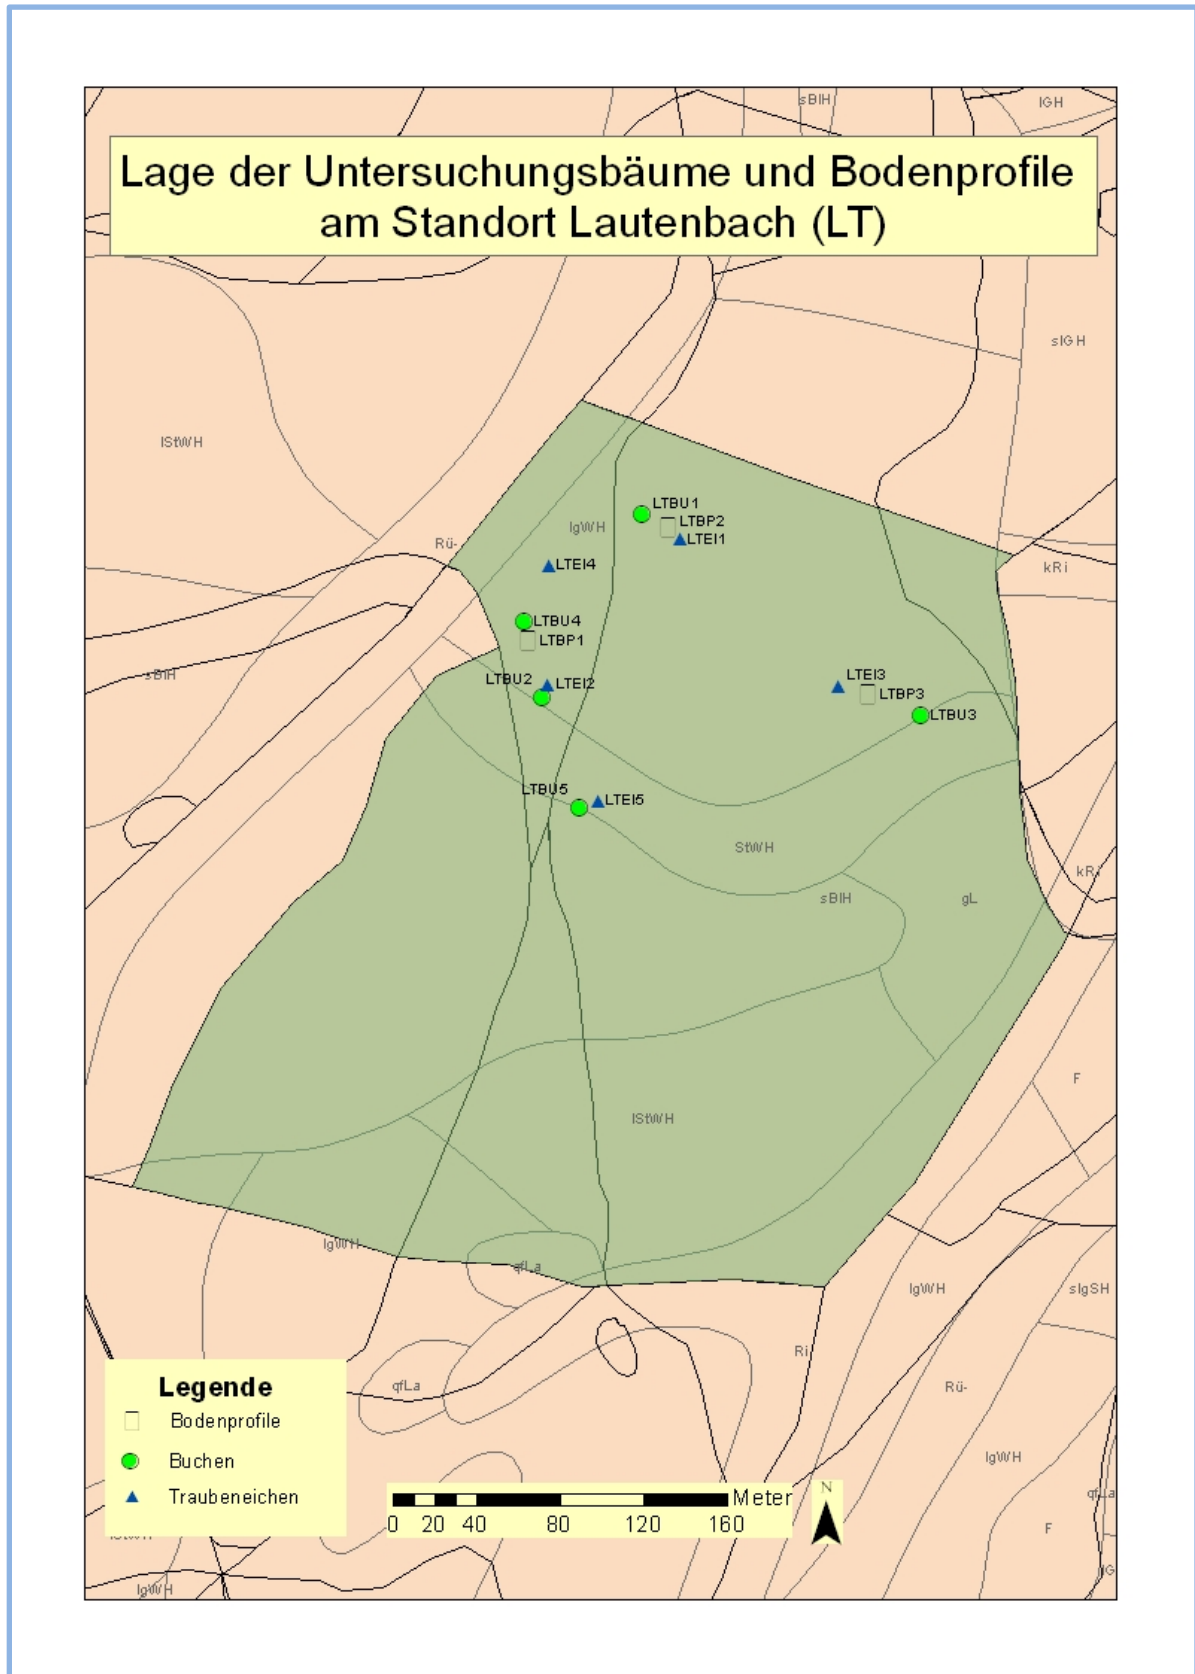 sBlH
lGH
Lage der Untersuchungsbäume und Bodenprofile
am Standort Lautenbach (LT)
slGH
lStWH
LTBU1
LTBP2
lgWH
LTEI1
Rü-
LTEI4
kRi
LTBU4
LTBP1
sBlH
LTBU2
LTEI2
LTEI3
LTBP3
LTBU3
LTBU5
LTEI5
StWH
kRi
sBlH
gL
F
lStWH
lgWH
qfLa
lgWH
slgSH
Ri
qfLa
Rü-
Legende
Bodenprofile
Buchen
Traubeneichen
lgWH
qfLa
Meter
N
0 20 40 80 120 160
F
lStWH
lgWH